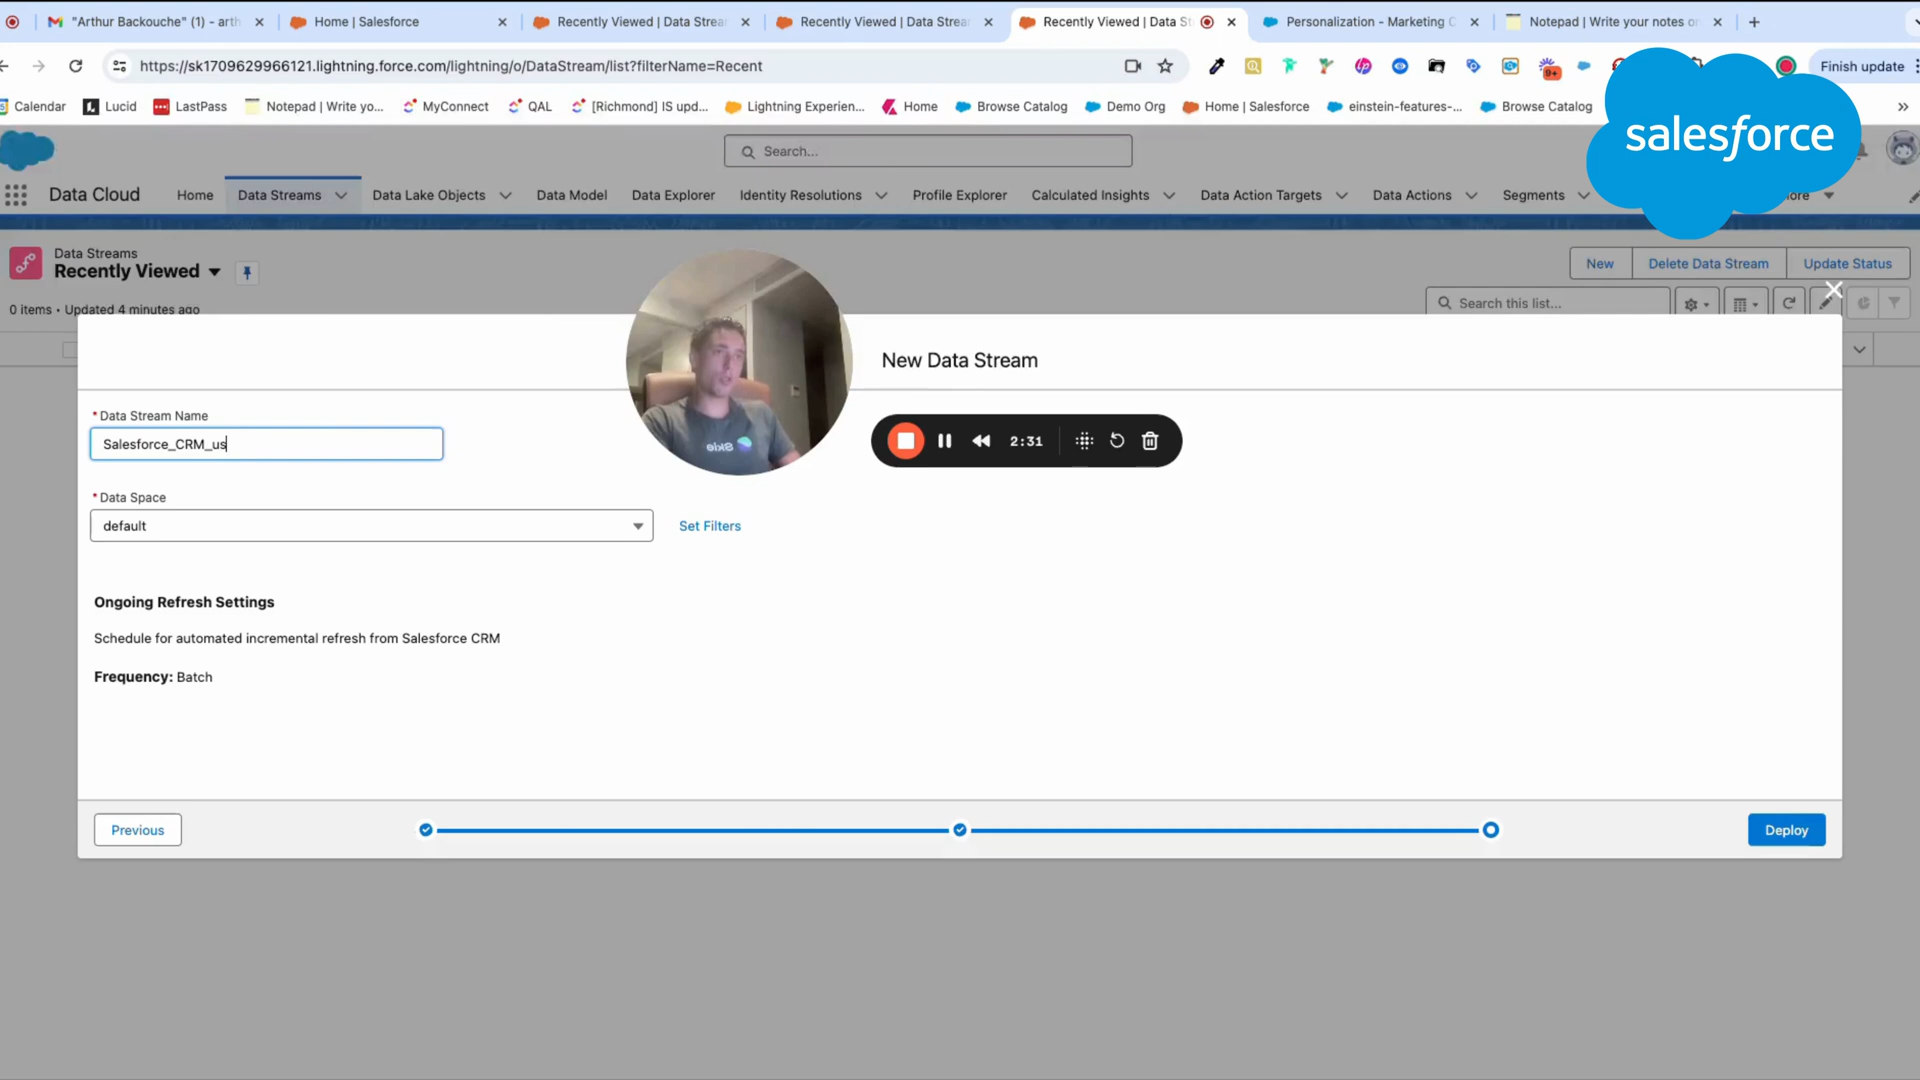 "Arthur Backouche" (1) - arth
Home | Salesforce
Recently Viewed | Data Strea
Recently Viewed | Data Strea
Recently Viewed | Data St
Personalization - Marketing C
Notepad | Write your notes on
https://sk1709629966121.lightning.force.com/lightning/o/DataStream/list?filterName=Recent
9+
Finish update
Calendar
Lucid
LastPass
Notepad | Write yo...
MyConnect
QAL
[Richmond] IS upd...
Lightning Experien...
Home
Browse Catalog
Demo Org
Home | Salesforce
einstein-features-...
Browse Catalog
salesforce
Search...
Data Cloud
Home
Data Streams
Data Lake Objects
Data Model
Data Explorer
Identity Resolutions
Profile Explorer
Calculated Insights
Data Action Targets
Data Actions
Segments
ore
Data Streams
Recently Viewed
New
Delete Data Stream
Update Status
0 items • Updated 4 minutes ago
Search this list...
New Data Stream
* Data Stream Name
Salesforce_CRM_us
2:31
* Data Space
default
Set Filters
Ongoing Refresh Settings
Schedule for automated incremental refresh from Salesforce CRM
Frequency: Batch
Previous
Deploy